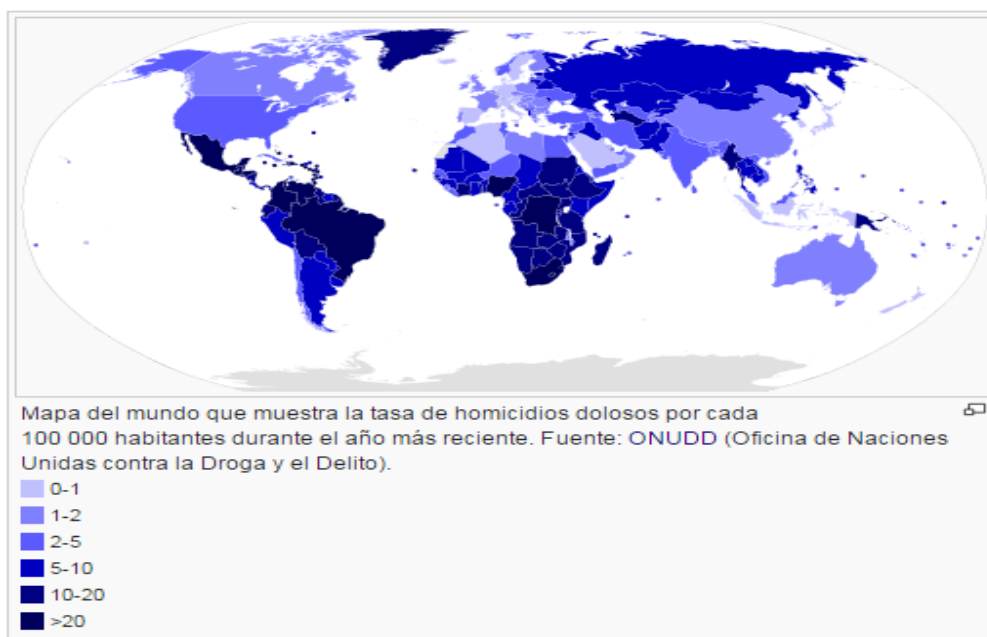 Mapa del mundo que muestra la tasa de homicidios dolosos por cada
100 000 habitantes durante el año más reciente. Fuente: ONUDD (Oficina de Naciones
Unidas contra la Droga y el Delito).
0-1
1-2
2-5
5-10
10-20
>20